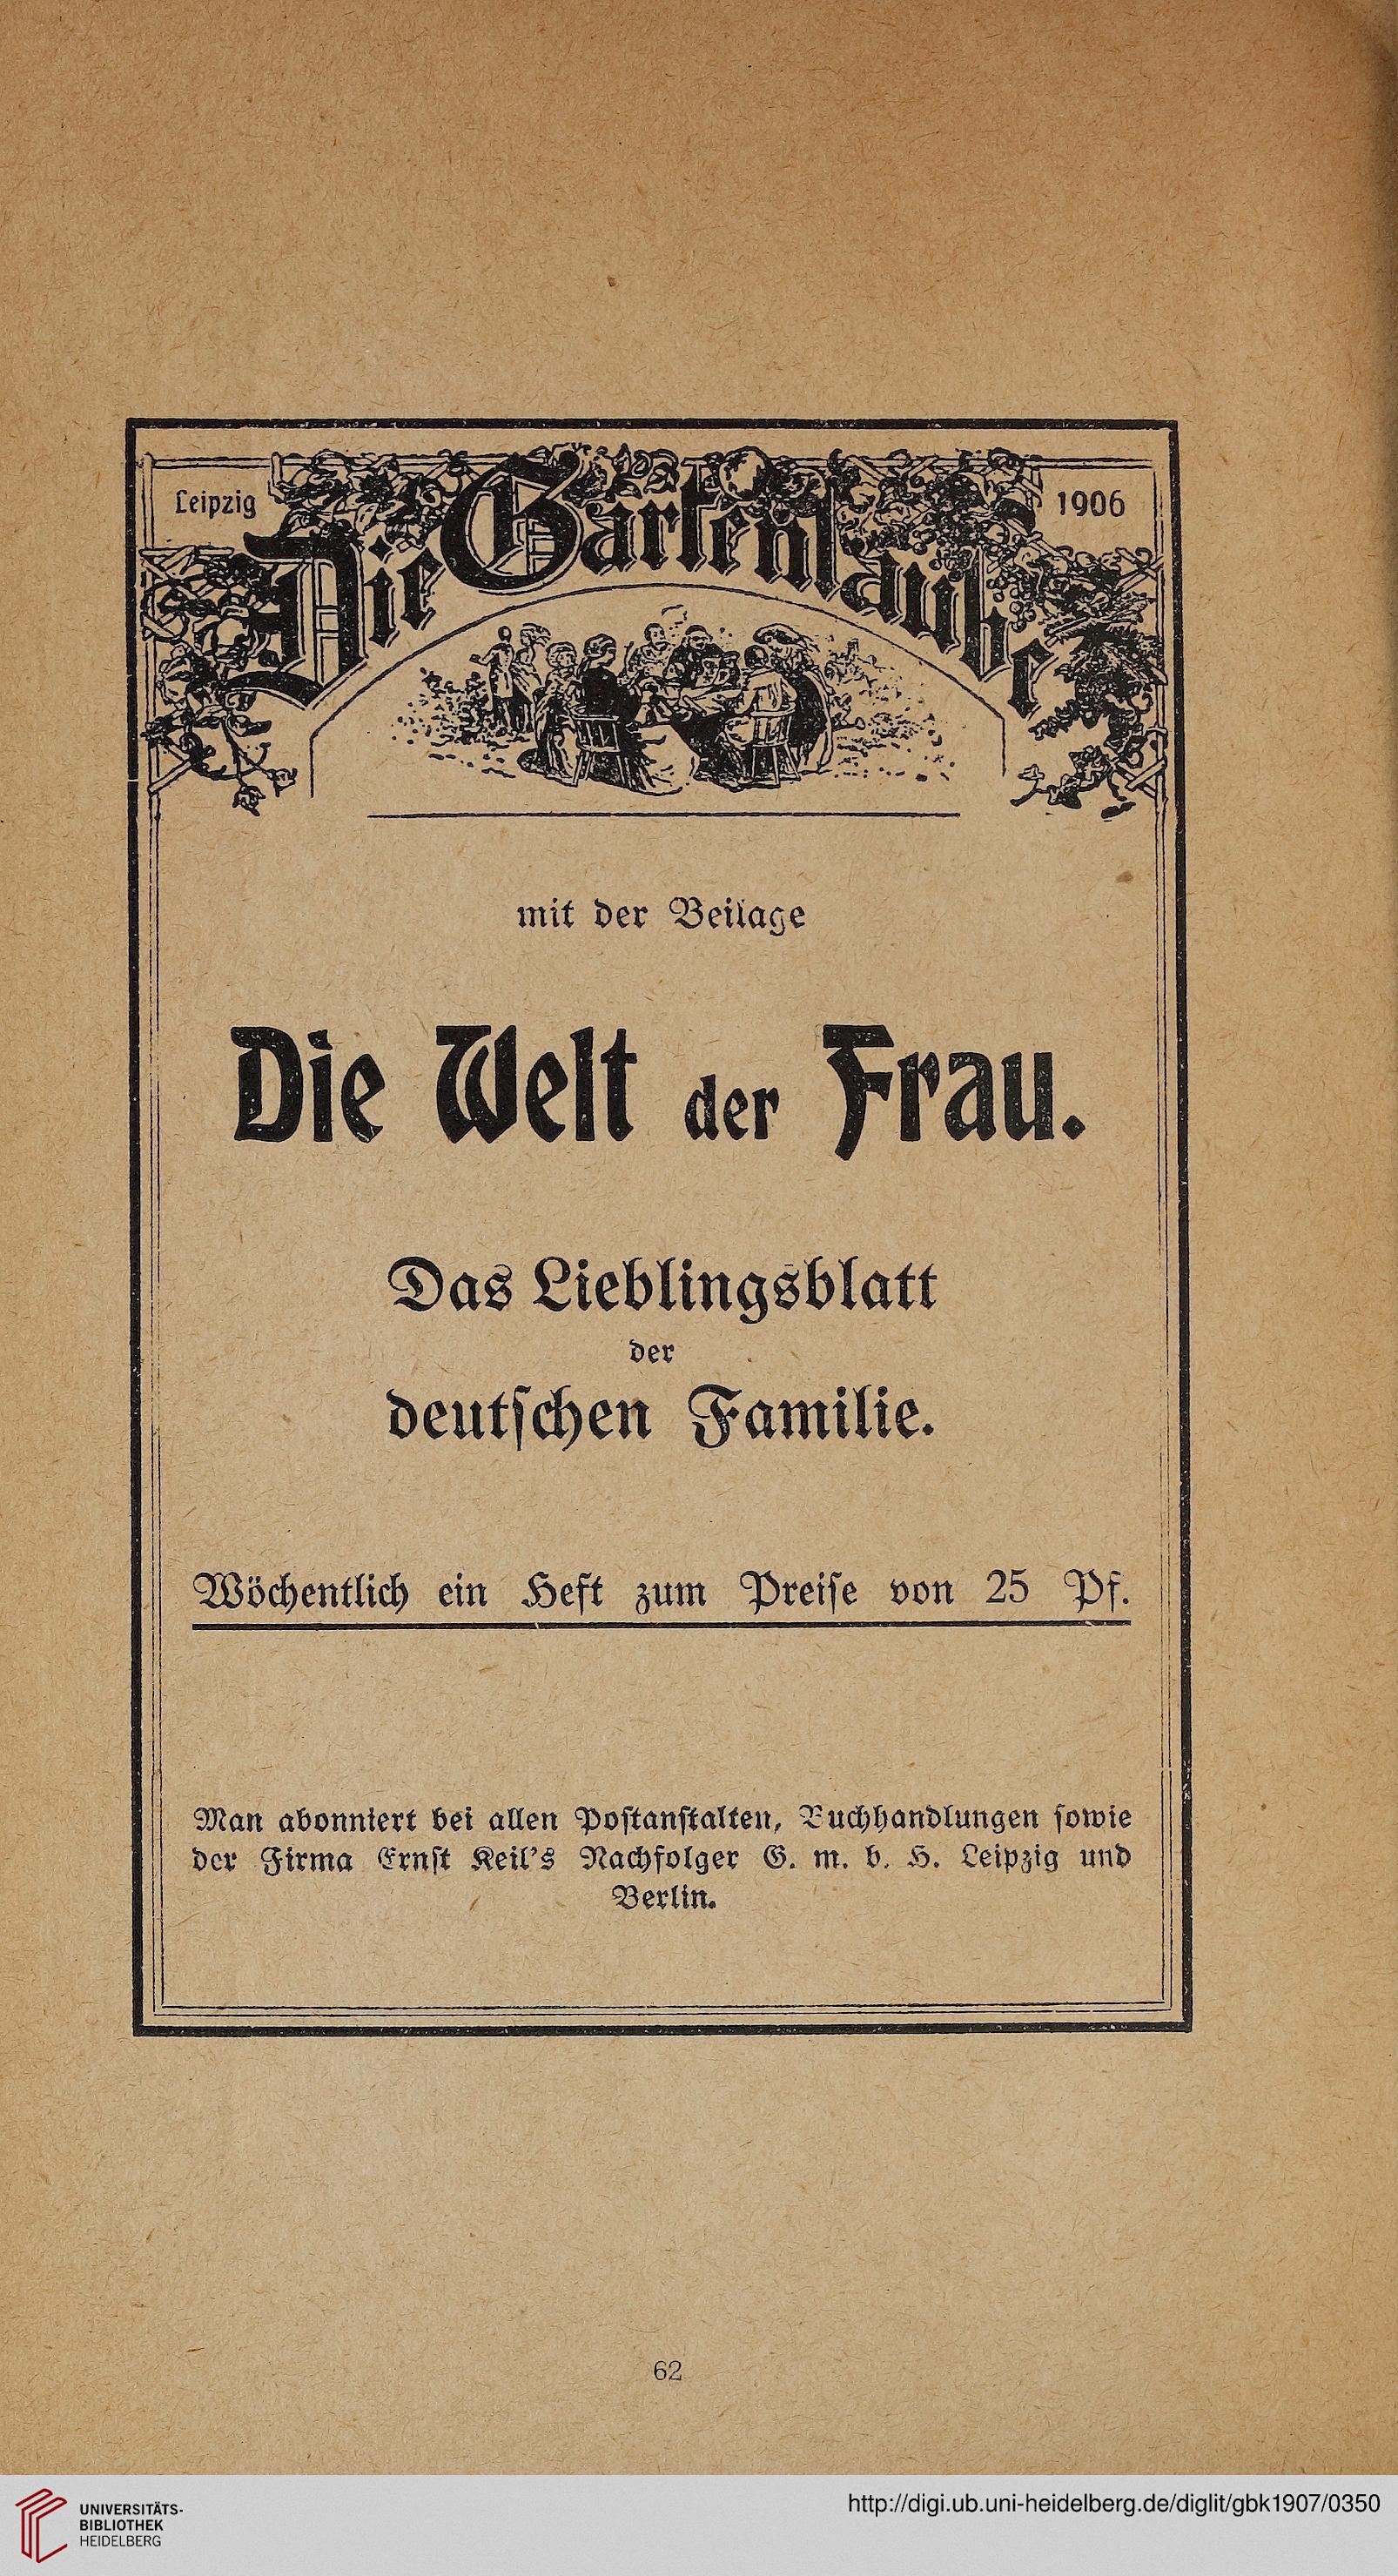 Leipzig
1906
Die Gartenlaube
mit der Beilage
Die Welt der Frau.
Das Lieblingsblatt
der
deutſchen Familie.
Wöchentlich ein Heft zum Preiſe von 25 Pf.
Man abonniert bei allen Poſtanſtalten, Buchhandlungen ſowie
der Firma Ernſt Keil's Nachfolger G. m. b. H. Leipzig und
Berlin.
62
UNIVERSITÄTS-
BIBLIOTHEK
HEIDELBERG
http://digi.ub.uni-heidelberg.de/diglit/gbk1907/0350